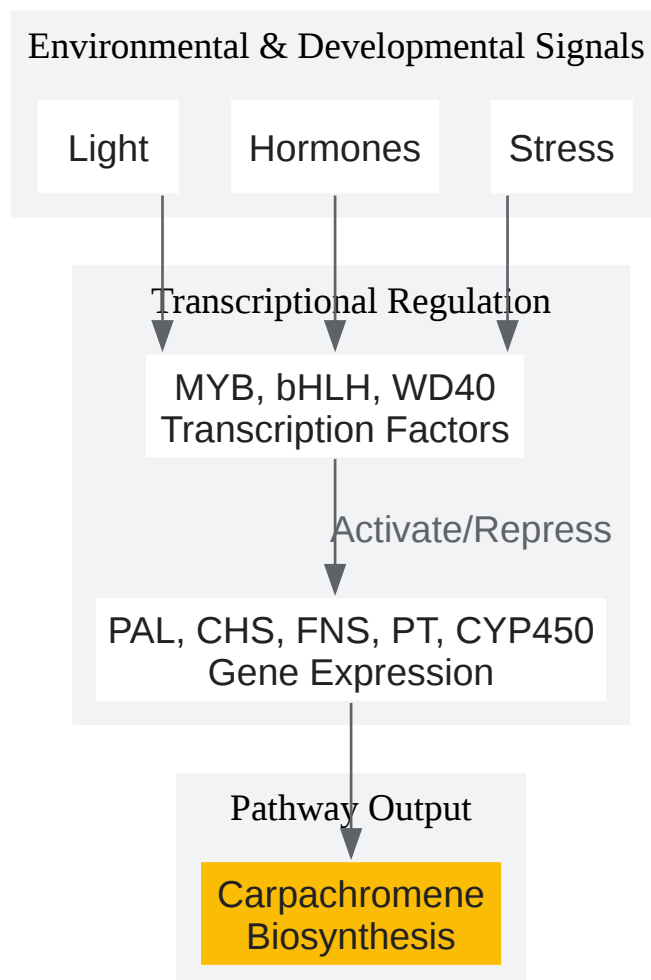 Environmental & Developmental Signals
Light Hormones Stress
Transcriptional Regulation
MYB, bHLH, WD40
Transcription Factors
Activate/Repress
PAL, CHS, FNS, PT, CYP450
Gene Expression
Pathway Output
Carpachromene
Biosynthesis